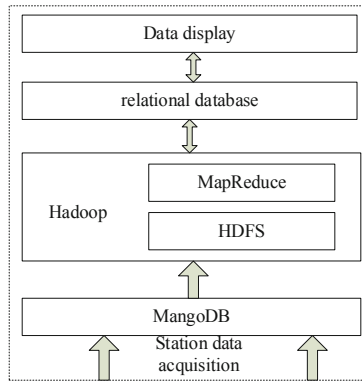 Data display
relational database
Hadoop
MapReduce
HDFS
MangoDB
Station data
acquisition